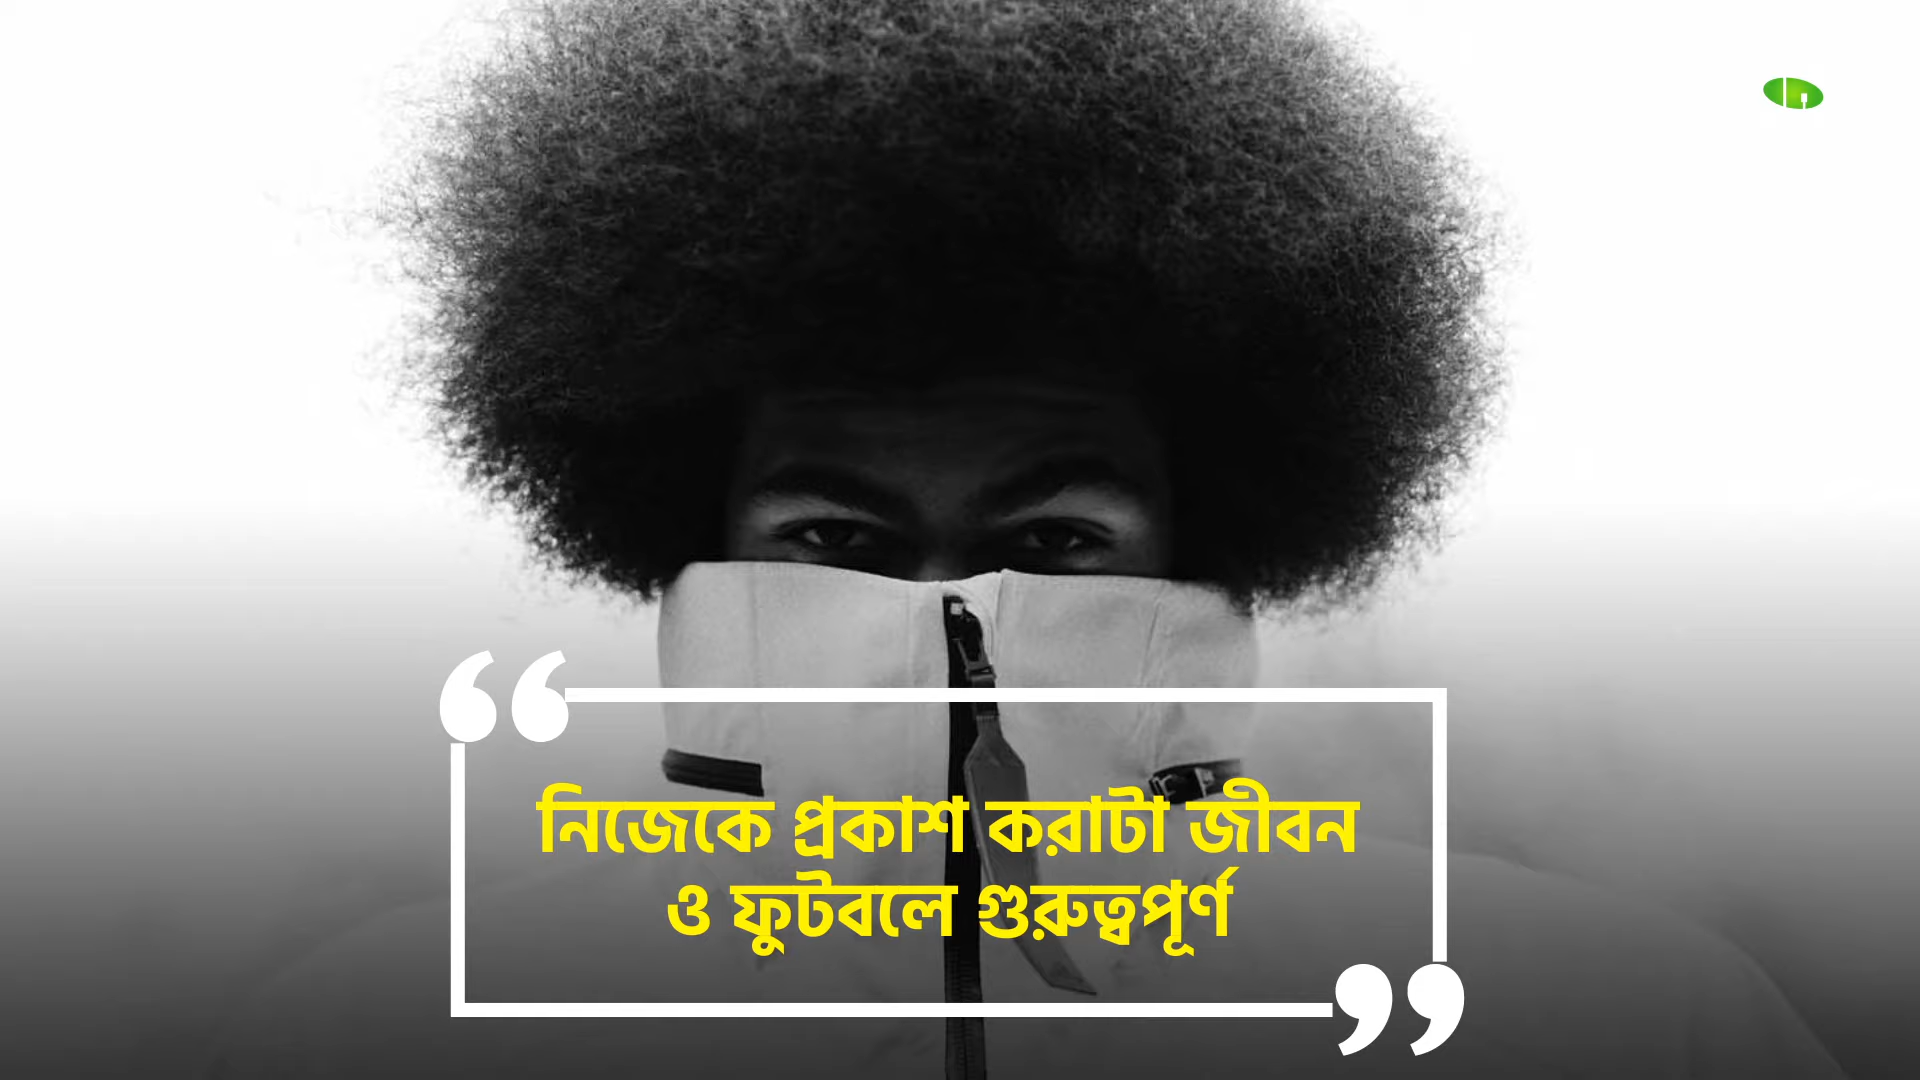 নিজেকে প্রকাশ করাটা জীবন
ও ফুটবলে গুরুত্বপূর্ণ